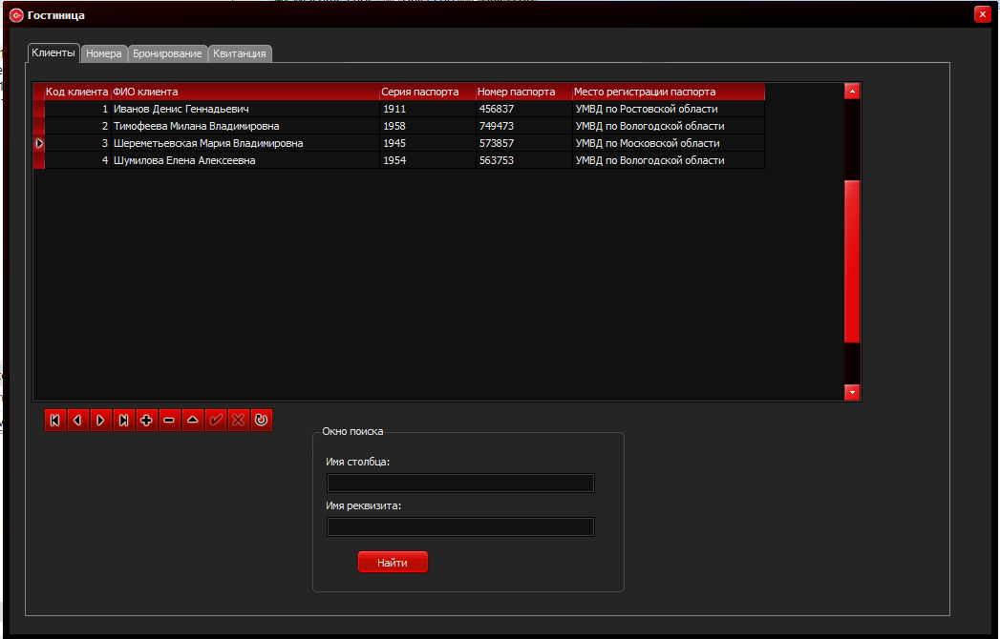 Гостиница
Клиенты Номера Бронирование Квитанция
Код клиента ФИО клиента Серия паспорта Номер паспорта Место регистрации паспорта
1 Иванов Денис Геннадьевич 1911 456837 УМВД по Ростовской области
2 Тимофеева Милана Владимировна 1958 749473 УМВД по Вологодской области
3 Шереметьевская Мария Владимировна 1945 573857 УМВД по Московской области
4 Шумилова Елена Алексеевна 1954 563753 УМВД по Вологодской области
Окно поиска
Имя столбца:
Имя реквизита:
Найти